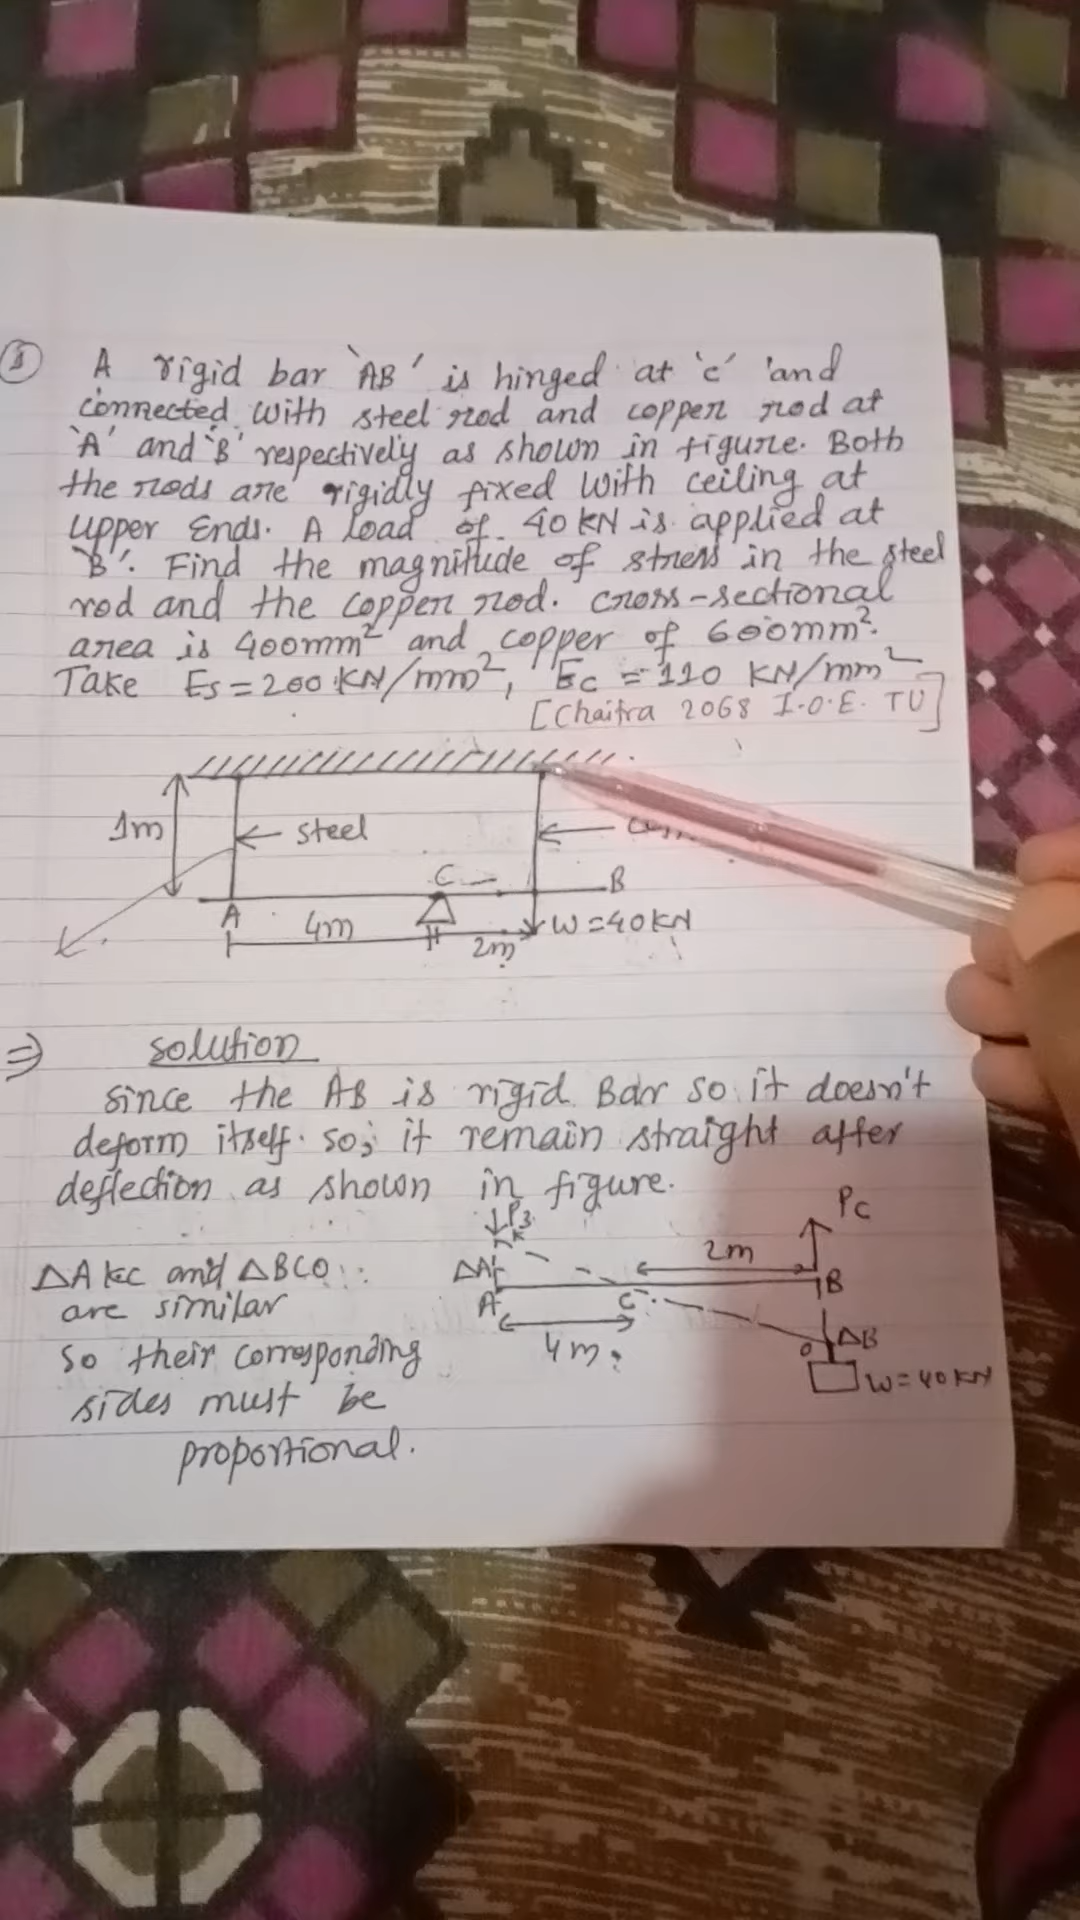 ① A rigid bar `AB' is hinged at 'c' 'and
connected with steel rod and copper rod at
`A' and `B' respectively as shown in figure. Both
the rods are rigidly fixed with ceiling at
upper Ends. A load of 40 KN is applied at
`B'. Find the magnitude of stress in the steel
rod and the copper rod. cross-sectional
area is 400mm² and copper of 600mm².
Take Es = 200 KN/mm², Ec = 110 KN/mm²
[Chaitra 2068 I.O.E. TU]
1m
steel
C
B
A
4m
2m
W = 40KN
⇒ solution
since the AB is rigid Bar so it doesn't
deform itself. so, it remain straight after
deflection as shown in figure.
ΔAKC and ΔBCO
are similar
so their corresponding
sides must be
proportional.
Pc
2m
ΔA
A
C
B
4m
ΔB
O
W = 40KN